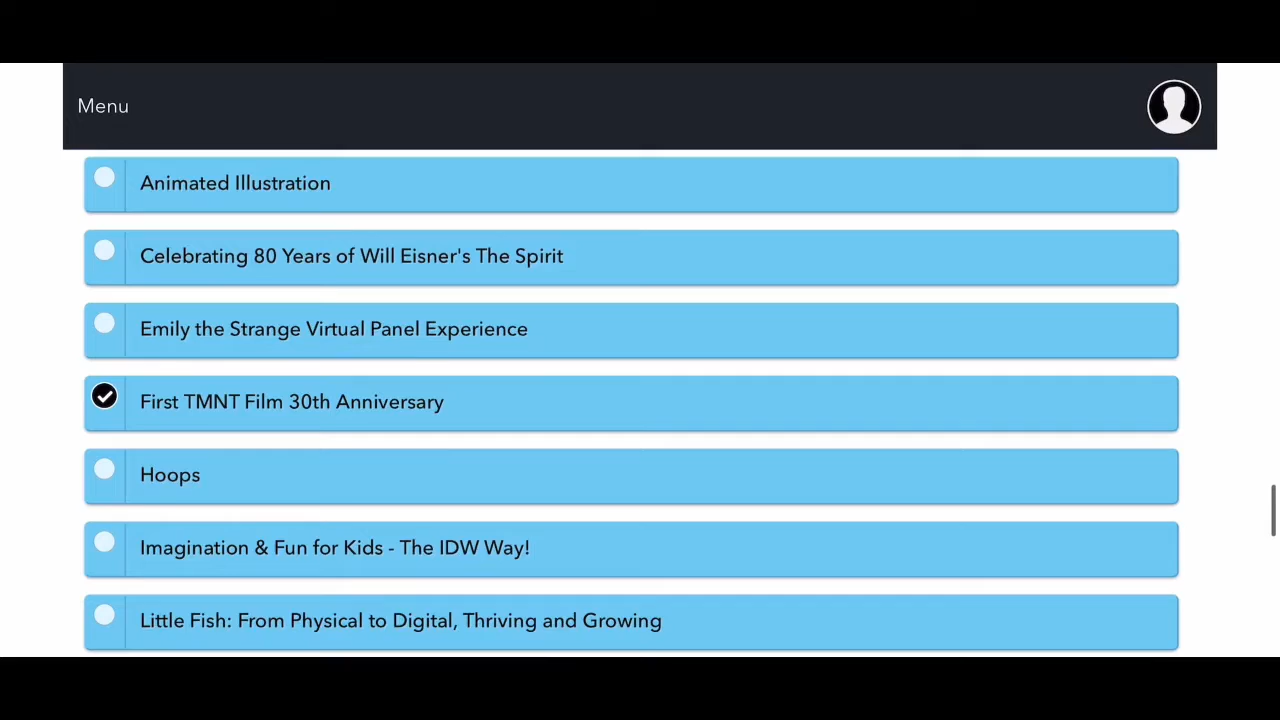 Menu
Animated Illustration
Celebrating 80 Years of Will Eisner's The Spirit
Emily the Strange Virtual Panel Experience
First TMNT Film 30th Anniversary
Hoops
Imagination & Fun for Kids - The IDW Way!
Little Fish: From Physical to Digital, Thriving and Growing